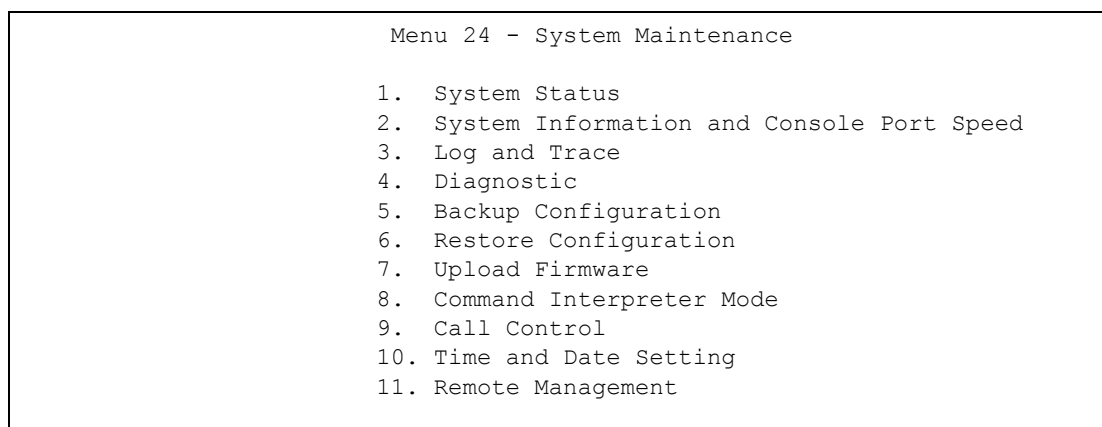 Menu 24 - System Maintenance
1. System Status
2. System Information and Console Port Speed
3. Log and Trace
4. Diagnostic
5. Backup Configuration
6. Restore Configuration
7. Upload Firmware
8. Command Interpreter Mode
9. Call Control
10. Time and Date Setting
11. Remote Management